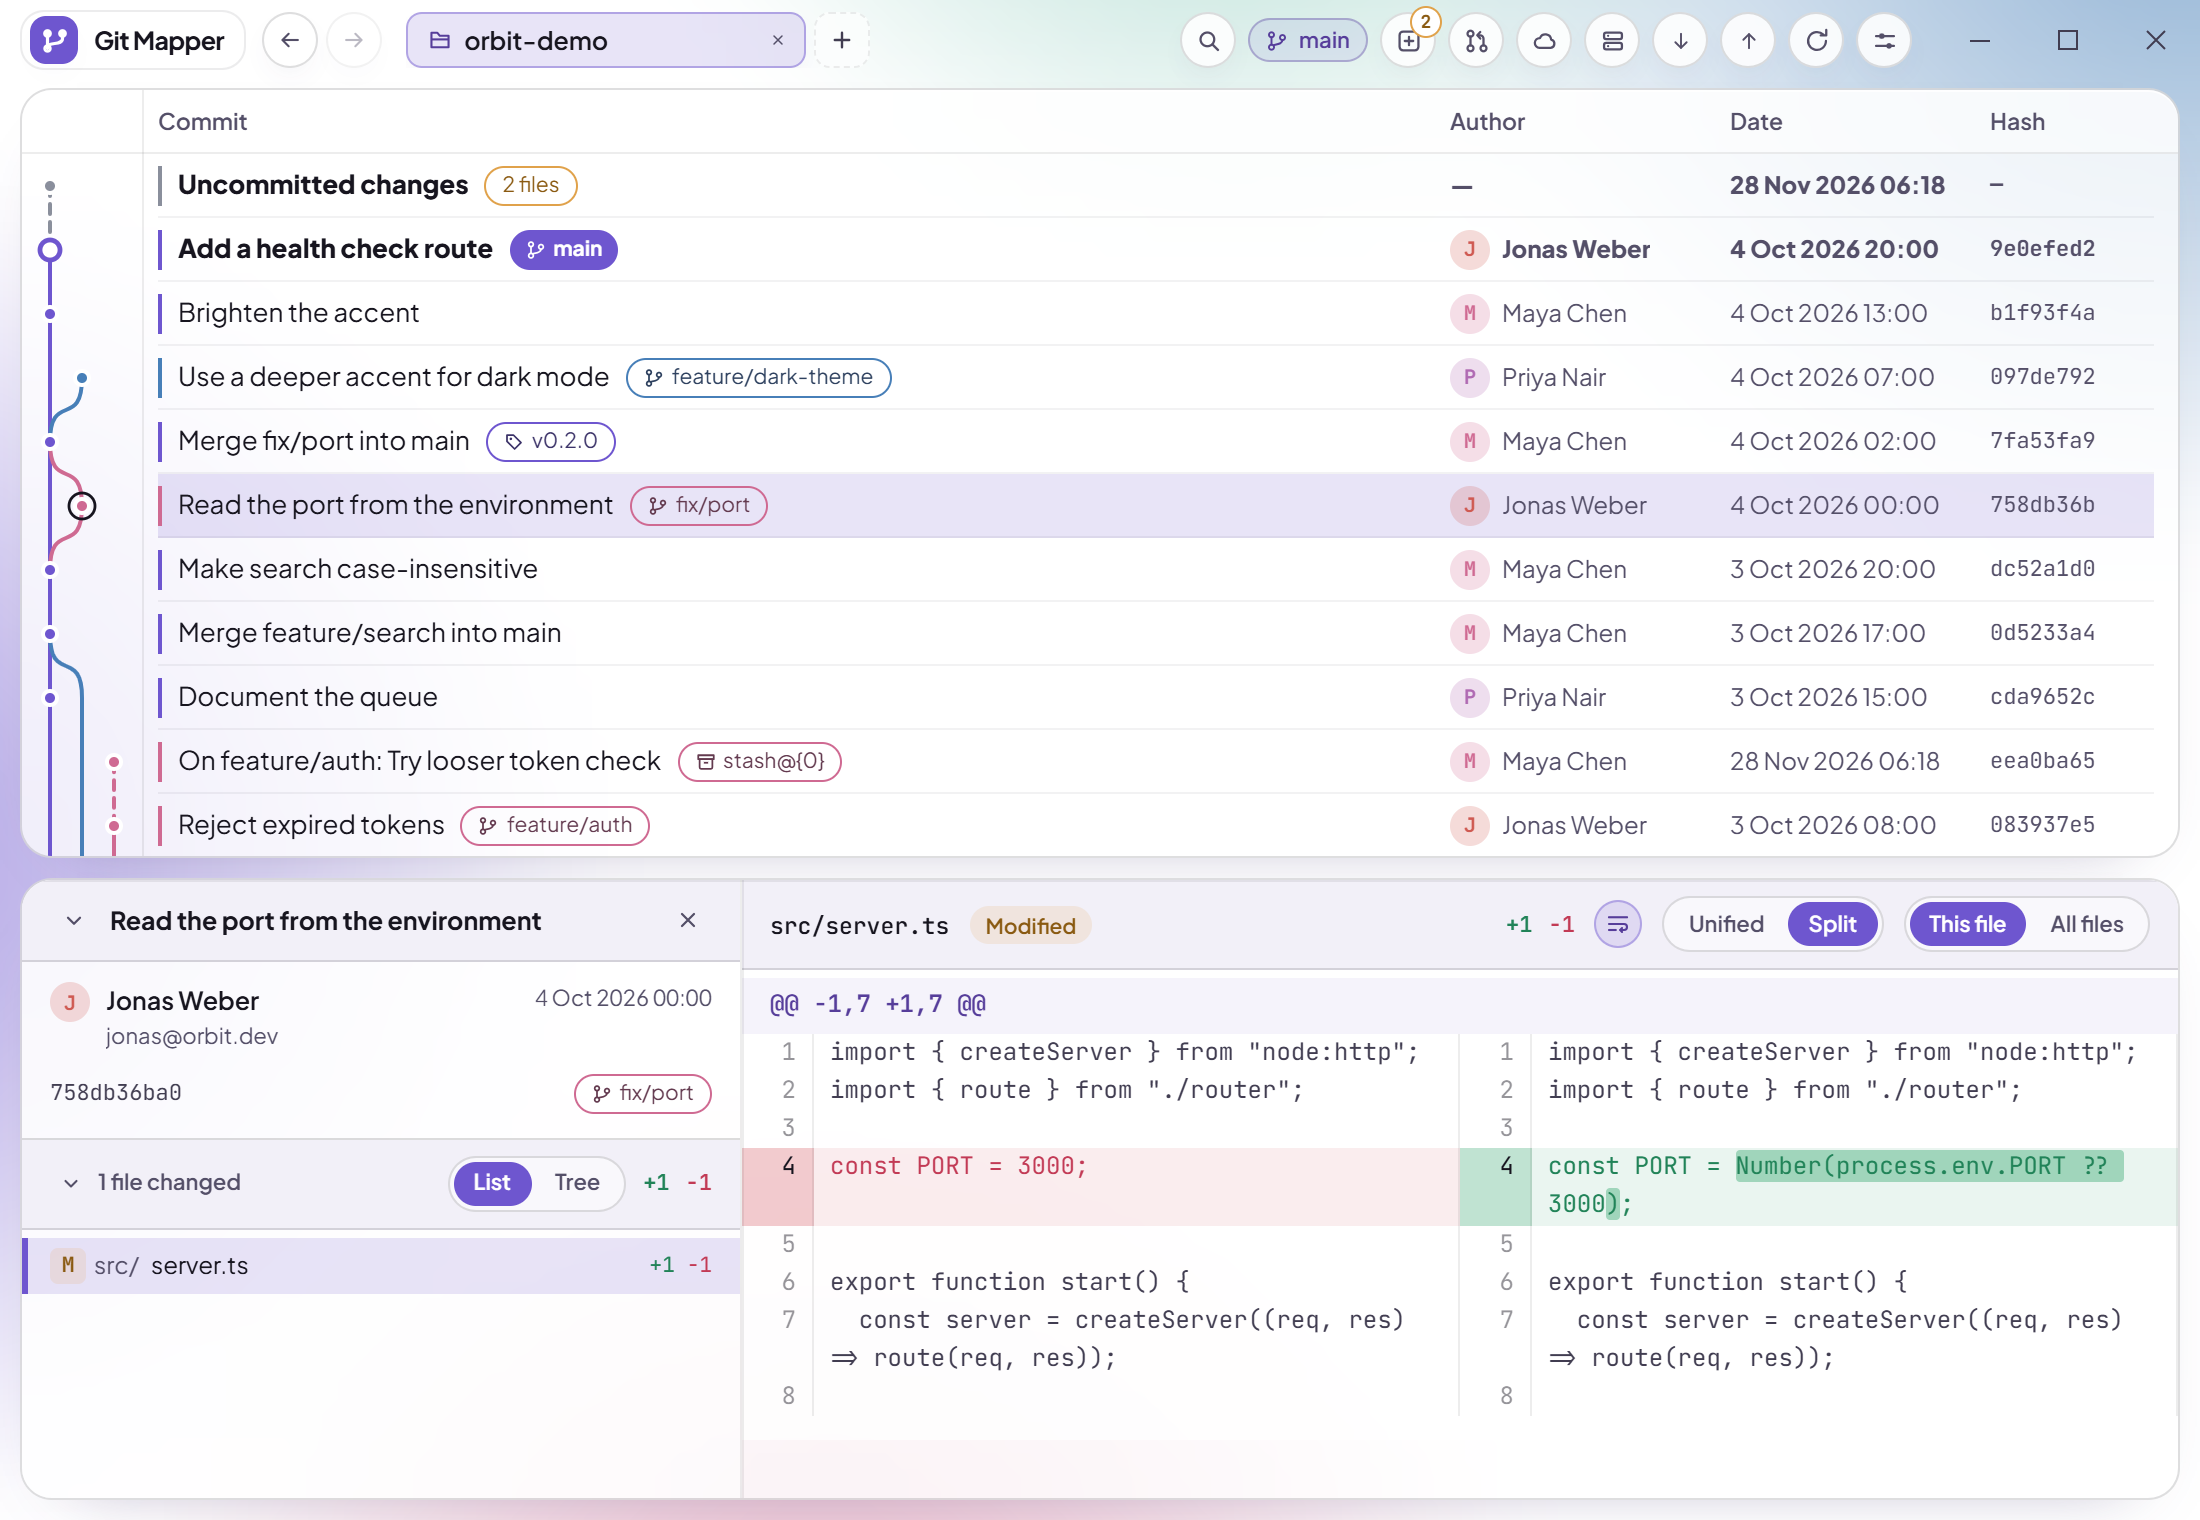 Git Mapper
orbit-demo
main
2
Commit Author Date Hash
Uncommitted changes 2 files — 28 Nov 2026 06:18 –
Add a health check route main J Jonas Weber 4 Oct 2026 20:00 9e0efed2
Brighten the accent M Maya Chen 4 Oct 2026 13:00 b1f93f4a
Use a deeper accent for dark mode feature/dark-theme P Priya Nair 4 Oct 2026 07:00 097de792
Merge fix/port into main v0.2.0 M Maya Chen 4 Oct 2026 02:00 7fa53fa9
Read the port from the environment fix/port J Jonas Weber 4 Oct 2026 00:00 758db36b
Make search case-insensitive M Maya Chen 3 Oct 2026 20:00 dc52a1d0
Merge feature/search into main M Maya Chen 3 Oct 2026 17:00 0d5233a4
Document the queue P Priya Nair 3 Oct 2026 15:00 cda9652c
On feature/auth: Try looser token check stash@{0} M Maya Chen 28 Nov 2026 06:18 eea0ba65
Reject expired tokens feature/auth J Jonas Weber 3 Oct 2026 08:00 083937e5
Read the port from the environment
J Jonas Weber 4 Oct 2026 00:00
jonas@orbit.dev
758db36ba0 fix/port
1 file changed List Tree +1 -1
M src/ server.ts +1 -1
src/server.ts Modified +1 -1 Unified Split This file All files
@@ -1,7 +1,7 @@
1 import { createServer } from "node:http";
2 import { route } from "./router";
3
4 const PORT = 3000;
5
6 export function start() {
7 const server = createServer((req, res)
=> route(req, res));
8
1 import { createServer } from "node:http";
2 import { route } from "./router";
3
4 const PORT = Number(process.env.PORT ??
3000);
5
6 export function start() {
7 const server = createServer((req, res)
=> route(req, res));
8